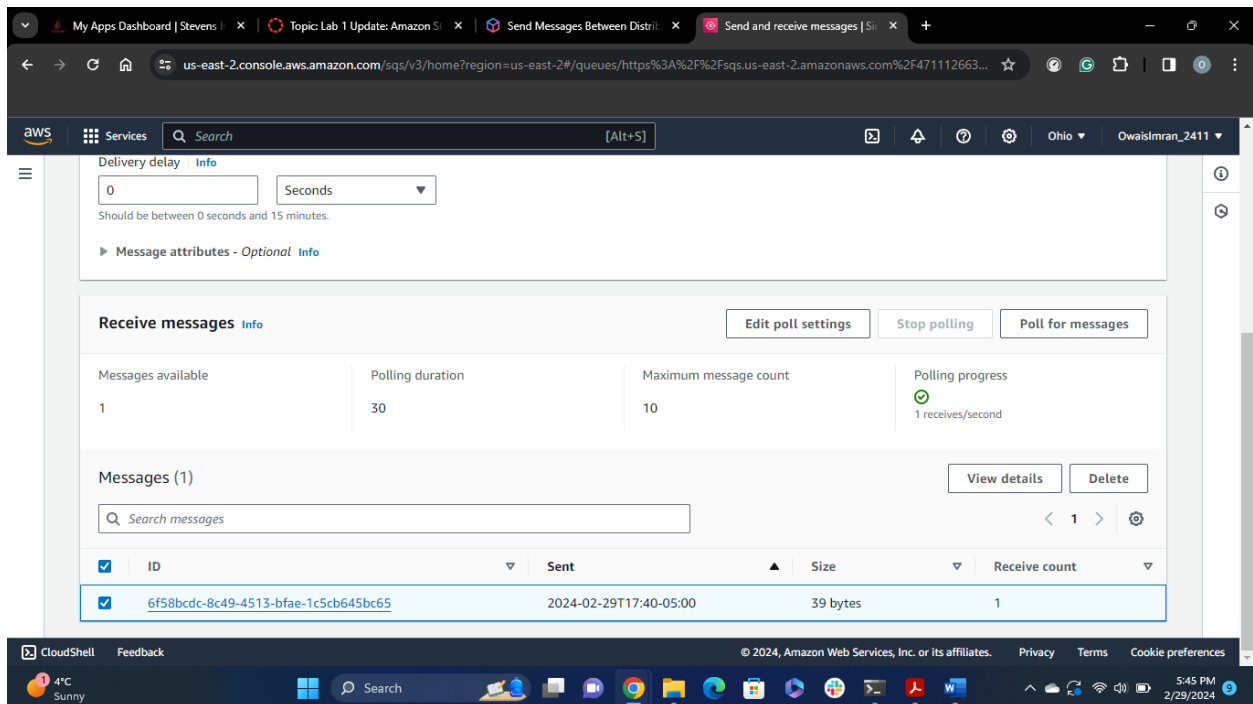 My Apps Dashboard | Stevens I
Topic: Lab 1 Update: Amazon S
Send Messages Between Distrib
Send and receive messages | Si
us-east-2.console.aws.amazon.com/sqs/v3/home?region=us-east-2#/queues/https%3A%2F%2Fsqs.us-east-2.amazonaws.com%2F471112663...
O
aws
Services
Search
[Alt+S]
Ohio
OwaisImran_2411
Delivery delay Info
0
Seconds
Should be between 0 seconds and 15 minutes.
Message attributes - Optional Info
Receive messages Info
Edit poll settings
Stop polling
Poll for messages
Messages available
Polling duration
Maximum message count
Polling progress
1
30
10
1 receives/second
Messages (1)
View details
Delete
Search messages
1
ID
Sent
Size
Receive count
6f58bcdc-8c49-4513-bfae-1c5cb645bc65
2024-02-29T17:40-05:00
39 bytes
1
CloudShell
Feedback
© 2024, Amazon Web Services, Inc. or its affiliates.
Privacy
Terms
Cookie preferences
1
4°C
Sunny
Search
5:45 PM
2/29/2024
9